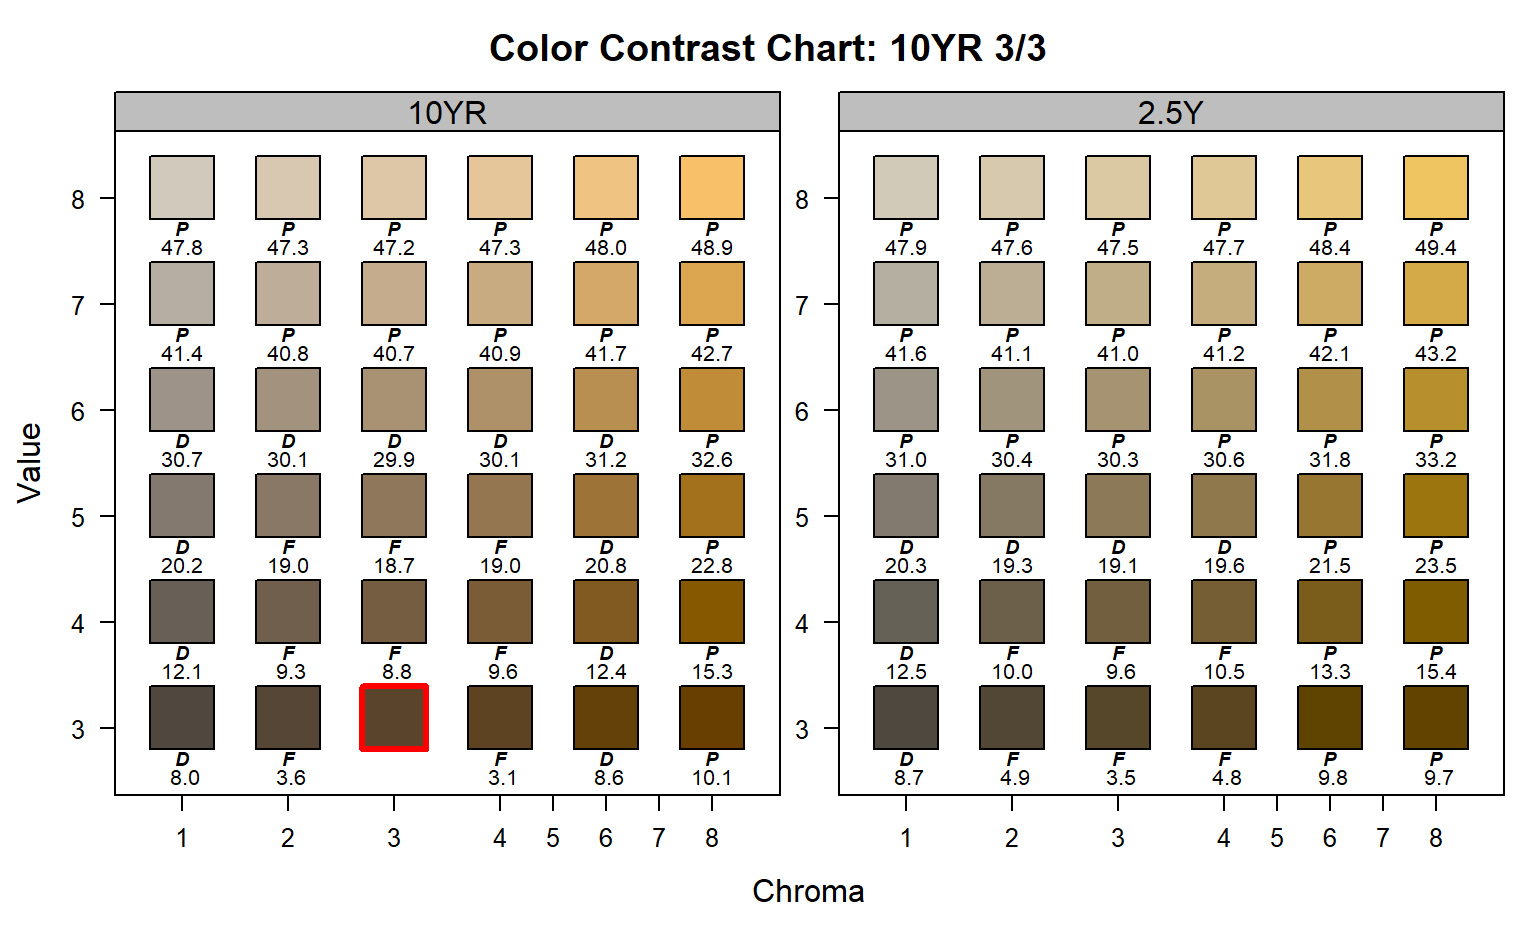 Color Contrast Chart: 10YR 3/3
10YR 2.5Y
8 8
P P P P P P P P P P P P
47.8 47.3 47.2 47.3 48.0 48.9 47.9 47.6 47.5 47.7 48.4 49.4
7 7
P P P P P P P P P P P P
41.4 40.8 40.7 40.9 41.7 42.7 41.6 41.1 41.0 41.2 42.1 43.2
6 6
D D D D D P P P P P P P
30.7 30.1 29.9 30.1 31.2 32.6 31.0 30.4 30.3 30.6 31.8 33.2
5 5
D F F F D P D D D D P P
20.2 19.0 18.7 19.0 20.8 22.8 20.3 19.3 19.1 19.6 21.5 23.5
4 4
D F F F D P D F F F P P
12.1 9.3 8.8 9.6 12.4 15.3 12.5 10.0 9.6 10.5 13.3 15.4
3 3
D F F D P D F F F P P
8.0 3.6 3.1 8.6 10.1 8.7 4.9 3.5 4.8 9.8 9.7
1 2 3 4 5 6 7 8 1 2 3 4 5 6 7 8
Value
Chroma